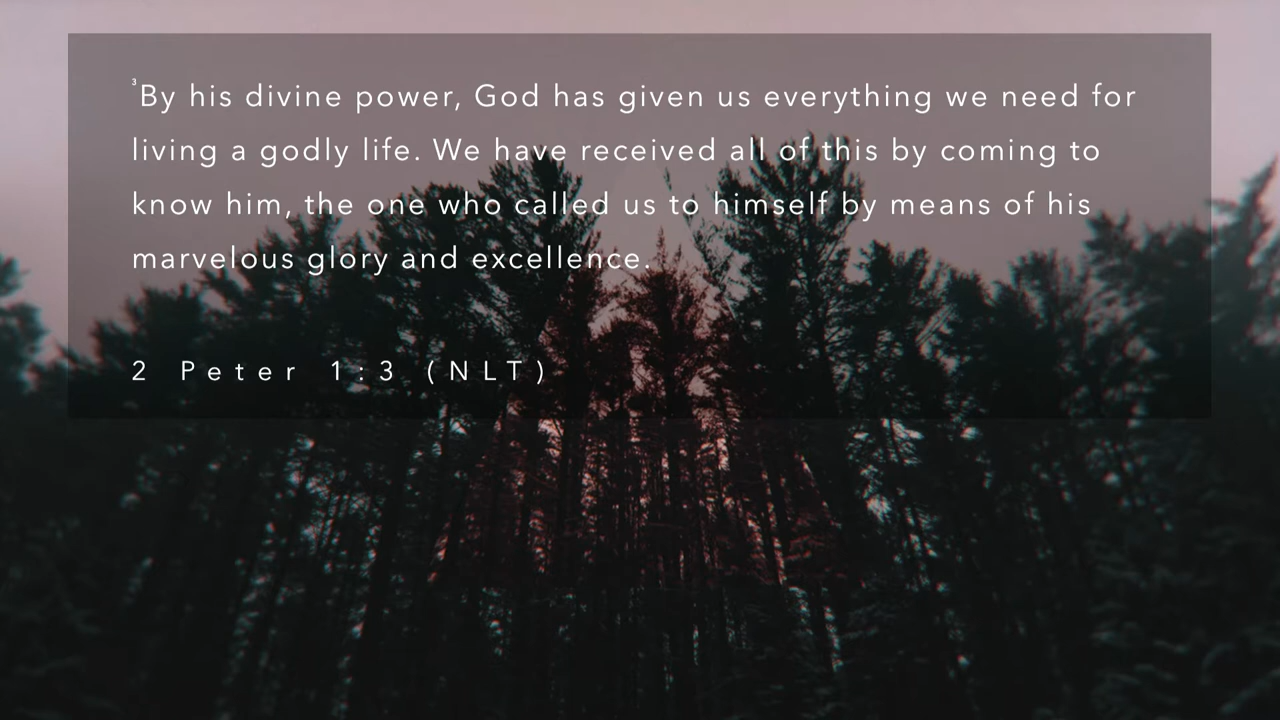 ³By his divine power, God has given us everything we need for
living a godly life. We have received all of this by coming to
know him, the one who called us to himself by means of his
marvelous glory and excellence.
2 Peter 1:3 (NLT)